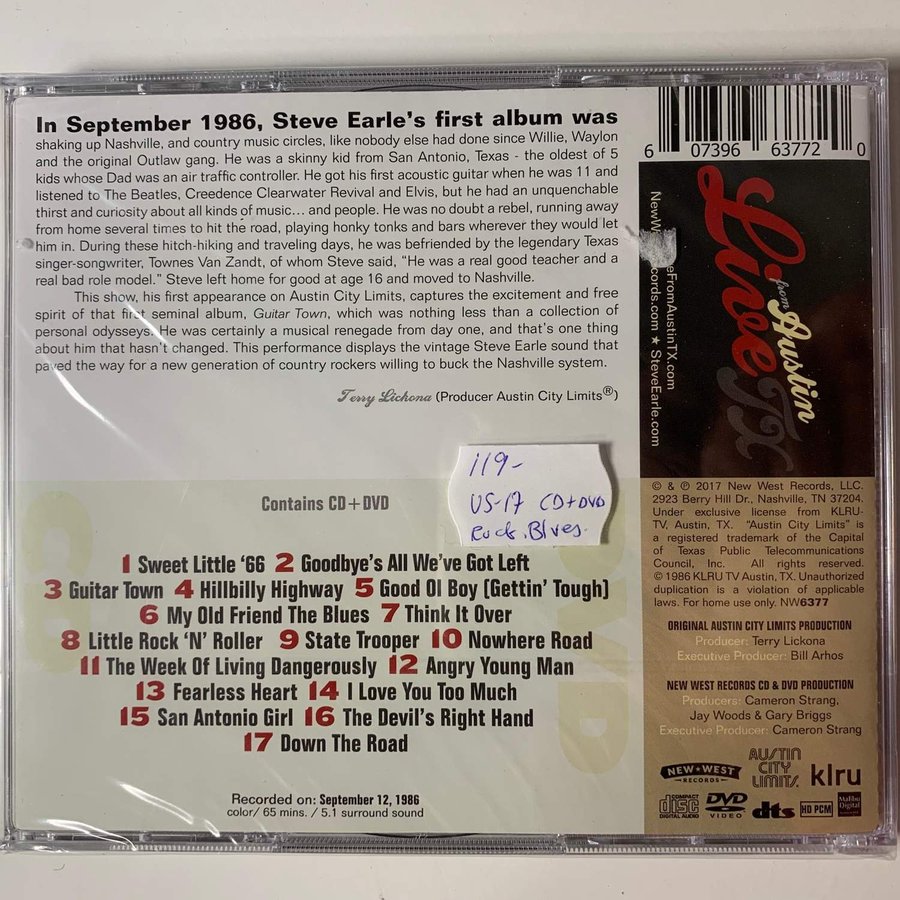 In September 1986, Steve Earle's first album was
shaking up Nashville, and country music circles, like nobody else had done since Willie, Waylon
and the original Outlaw gang. He was a skinny kid from San Antonio, Texas - the oldest of 5
kids whose Dad was an air traffic controller. He got his first acoustic guitar when he was 11 and
listened to The Beatles, Creedence Clearwater Revival and Elvis, but he had an unquenchable
thirst and curiosity about all kinds of music... and people. He was no doubt a rebel, running away
from home several times to hit the road, playing honky tonks and bars wherever they would let
him in. During these hitch-hiking and traveling days, he was befriended by the legendary Texas
singer-songwriter, Townes Van Zandt, of whom Steve said, "He was a real good teacher and a
real bad role model." Steve left home for good at age 16 and moved to Nashville.
This show, his first appearance on Austin City Limits, captures the excitement and free
spirit of that first seminal album, Guitar Town, which was nothing less than a collection of
personal odysseys. He was certainly a musical renegade from day one, and that's one thing
about him that hasn't changed. This performance displays the vintage Steve Earle sound that
paved the way for a new generation of country rockers willing to buck the Nashville system.
Terry Lickona (Producer Austin City Limits®)
119-
US-17 CD+DVD
Rock, Blues.
Contains CD+DVD
CD
DVD
1 Sweet Little '66 2 Goodbye's All We've Got Left
3 Guitar Town 4 Hillbilly Highway 5 Good Ol Boy (Gettin' Tough)
6 My Old Friend The Blues 7 Think It Over
8 Little Rock 'N' Roller 9 State Trooper 10 Nowhere Road
11 The Week Of Living Dangerously 12 Angry Young Man
13 Fearless Heart 14 I Love You Too Much
15 San Antonio Girl 16 The Devil's Right Hand
17 Down The Road
Recorded on: September 12, 1986
color/ 65 mins. / 5.1 surround sound
6 07396 63772 0
Live
from Austin
TX
FromAustinTX.com
ords.com ★ SteveEarle.com
© & ℗ 2017 New West Records, LLC.
2923 Berry Hill Dr., Nashville, TN 37204.
Under exclusive license from KLRU-
TV, Austin, TX. "Austin City Limits" is
a registered trademark of the Capital
of Texas Public Telecommunications
Council, Inc. All rights reserved.
© 1986 KLRU TV Austin, TX. Unauthorized
duplication is a violation of applicable
laws. For home use only. NW6377
ORIGINAL AUSTIN CITY LIMITS PRODUCTION
Producer: Terry Lickona
Executive Producer: Bill Arhos
NEW WEST RECORDS CD & DVD PRODUCTION
Producers: Cameron Strang,
Jay Woods & Gary Briggs
Executive Producer: Cameron Strang
NEW★WEST
RECORDS
AUSTIN
CITY
LIMITS.
klru
COMPACT
disc
DIGITAL AUDIO
DVD
VIDEO
dts
HD PCM
Malibu
Digital